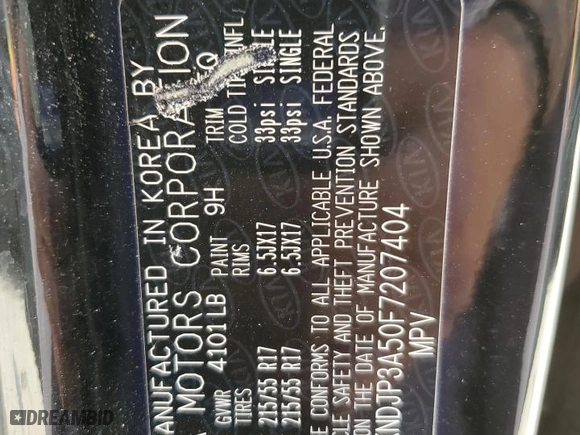 MANUFACTURED IN KOREA BY
MOTORS CORPORATION
GVWR PAINT TRIM
4101LB 9H
TIRES RIMS COLD INFL
215/55 R17 6.5JX17 33psi SINGLE
215/55 R17 6.5JX17 33psi SINGLE
CONFORMS TO ALL APPLICABLE U.S.A. FEDERAL
SAFETY AND THEFT PREVENTION STANDARDS
ON THE DATE OF MANUFACTURE SHOWN ABOVE.
KNDJP3A50F7207404
MPV
KIA
DREAMBID